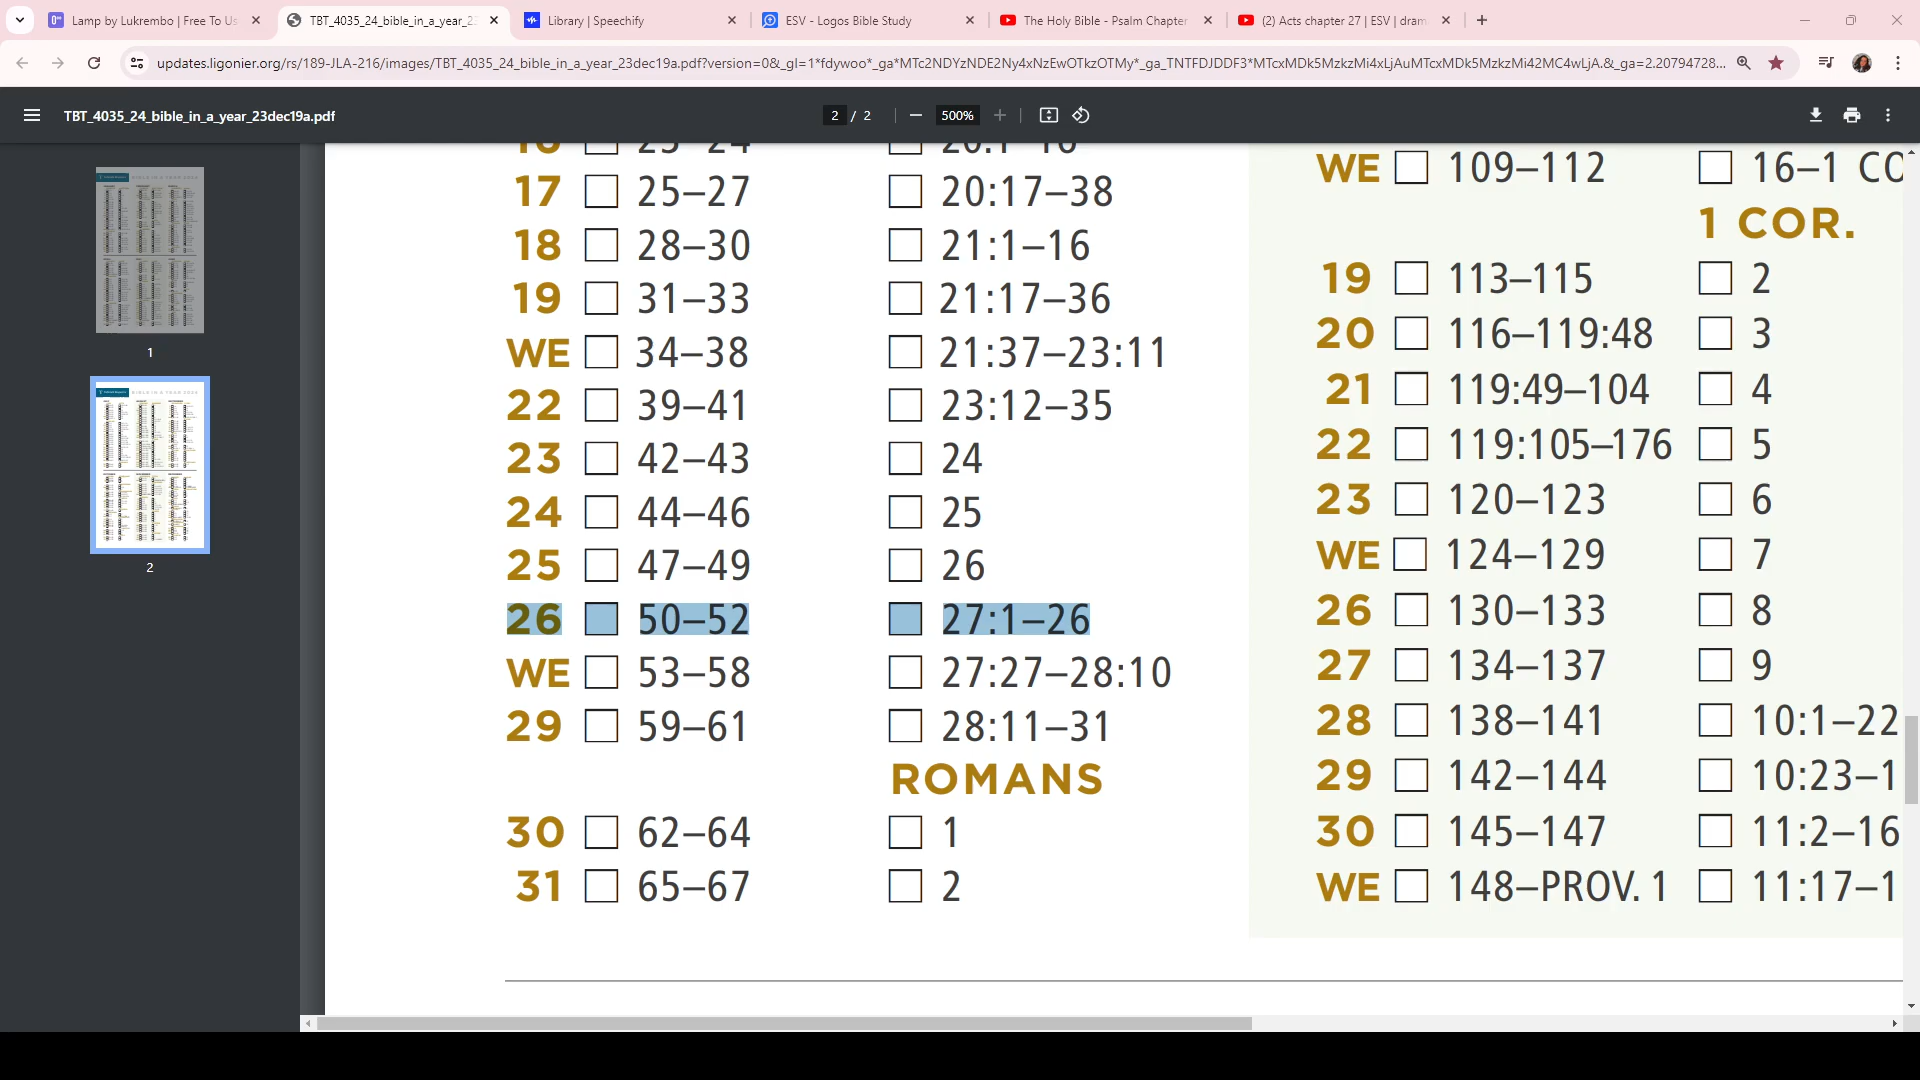 Lamp by Lukrembo | Free To Us
TBT_4035_24_bible_in_a_year_23
Library | Speechify
ESV - Logos Bible Study
The Holy Bible - Psalm Chapter
(2) Acts chapter 27 | ESV | dram
updates.ligonier.org/rs/189-JLA-216/images/TBT_4035_24_bible_in_a_year_23dec19a.pdf?version=0&_gl=1*fdywoo*_ga*MTc2NDYzNDE2Ny4xNzEwOTkzOTMy*_ga_TNTFDJDDF3*MTcxMDk5MzkzMi4xLjAuMTcxMDk5MzkzMi42MC4wLjA.&_ga=2.20794728...
TBT_4035_24_bible_in_a_year_23dec19a.pdf
2 / 2
500%
1
2
16 23–24 20:1–16
17 25–27 20:17–38
18 28–30 21:1–16
19 31–33 21:17–36
WE 34–38 21:37–23:11
22 39–41 23:12–35
23 42–43 24
24 44–46 25
25 47–49 26
26 50–52 27:1–26
WE 53–58 27:27–28:10
29 59–61 28:11–31
ROMANS
30 62–64 1
31 65–67 2
WE 109–112 16–1 CO
1 COR.
19 113–115 2
20 116–119:48 3
21 119:49–104 4
22 119:105–176 5
23 120–123 6
WE 124–129 7
26 130–133 8
27 134–137 9
28 138–141 10:1–22
29 142–144 10:23–1
30 145–147 11:2–16
WE 148–PROV. 1 11:17–1